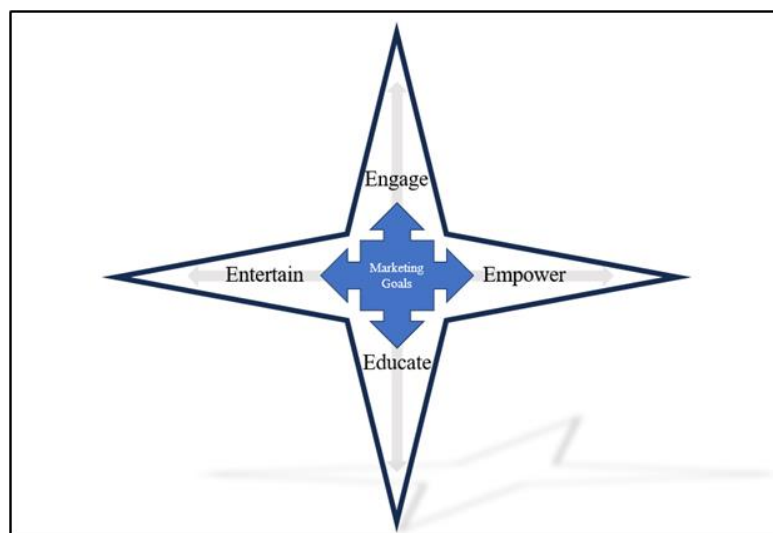 Engage
Entertain
Marketing
Goals
Empower
Educate